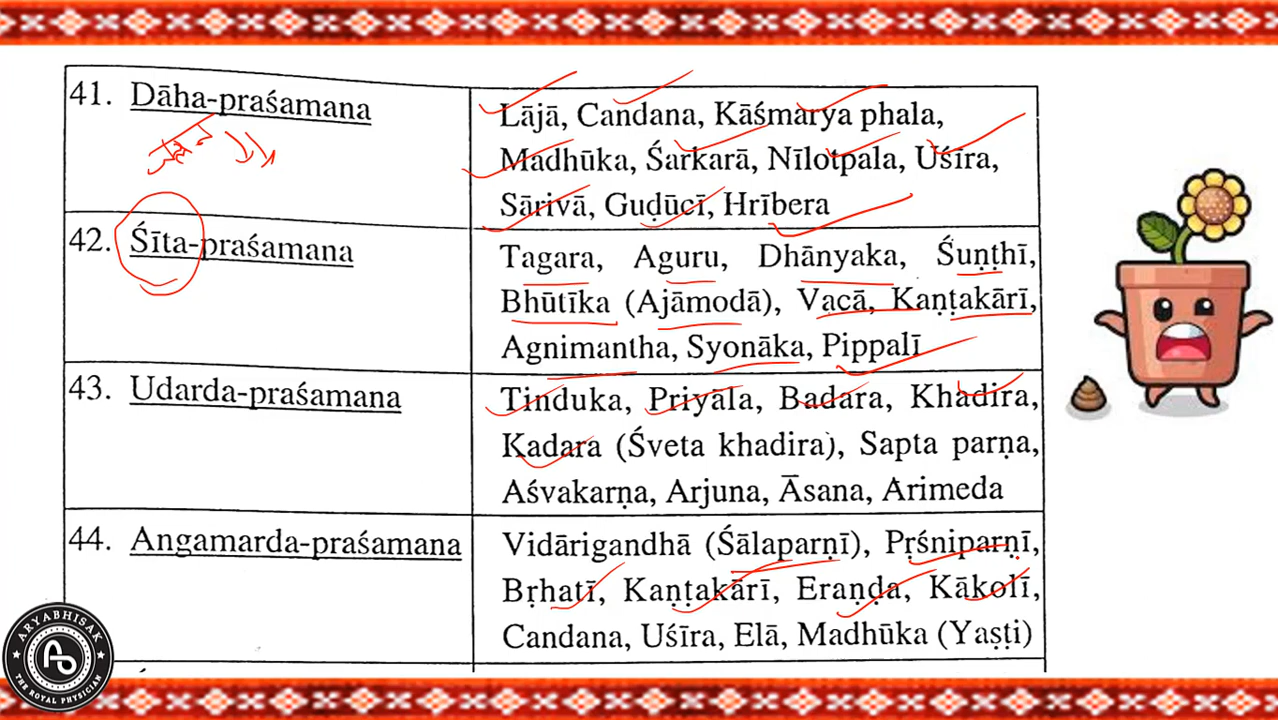 41. Dāha-praśamana
Lājā, Candana, Kāśmarya phala,
Madhūka, Śarkarā, Nīlotpala, Uśīra,
Sārivā, Guḍūcī, Hrībera
42. Śīta-praśamana
Tagara, Aguru, Dhānyaka, Śuṇṭhī,
Bhūtīka (Ajāmodā), Vacā, Kaṇṭakārī,
Agnimantha, Syonāka, Pippalī
43. Udarda-praśamana
Tinduka, Priyāla, Badara, Khadira,
Kadara (Śveta khadira), Sapta parṇa,
Aśvakarṇa, Arjuna, Āsana, Arimeda
44. Angamarda-praśamana
Vidārigandhā (Śālaparṇī), Pṛśniparṇī,
Bṛhatī, Kaṇṭakārī, Eraṇḍa, Kākolī,
Candana, Uśīra, Elā, Madhūka (Yaṣṭi)
ARYABHISAK
THE ROYAL PHYSICIAN